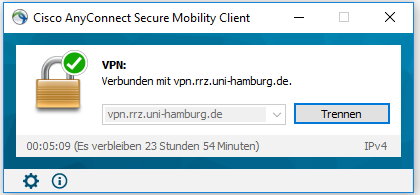 Cisco AnyConnect Secure Mobility Client
VPN:
Verbunden mit vpn.rrz.uni-hamburg.de.
vpn.rrz.uni-hamburg.de
Trennen
00:05:09 (Es verbleiben 23 Stunden 54 Minuten)
IPv4